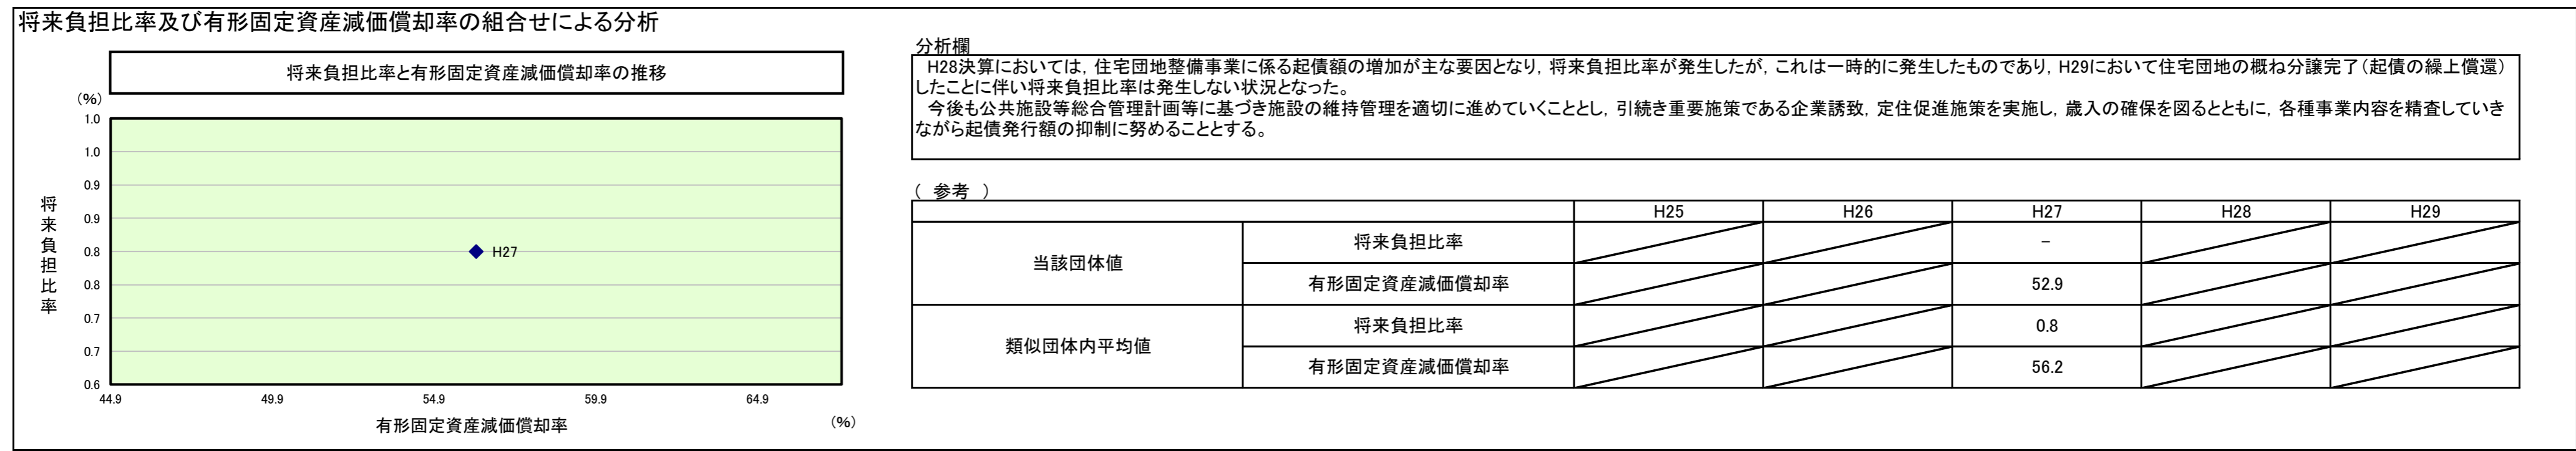 将来負担比率及び有形固定資産減価償却率の組合せによる分析
将来負担比率と有形固定資産減価償却率の推移
(%)
1.0
1.0
0.9
0.9
0.8
0.8
0.7
0.7
0.6
将来負担比率
H27
44.9 49.9 54.9 59.9 64.9
有形固定資産減価償却率
(%)
分析欄
　H28決算においては，住宅団地整備事業に係る起債額の増加が主な要因となり，将来負担比率が発生したが，これは一時的に発生したものであり，H29において住宅団地の概ね分譲完了（起債の繰上償還）
したことに伴い将来負担比率は発生しない状況となった。
　今後も公共施設等総合管理計画等に基づき施設の維持管理を適切に進めていくこととし，引続き重要施策である企業誘致，定住促進施策を実施し，歳入の確保を図るとともに，各種事業内容を精査していき
ながら起債発行額の抑制に努めることとする。
（ 参考 ）
H25 H26 H27 H28 H29
当該団体値
将来負担比率 －
有形固定資産減価償却率 52.9
類似団体内平均値
将来負担比率 0.8
有形固定資産減価償却率 56.2